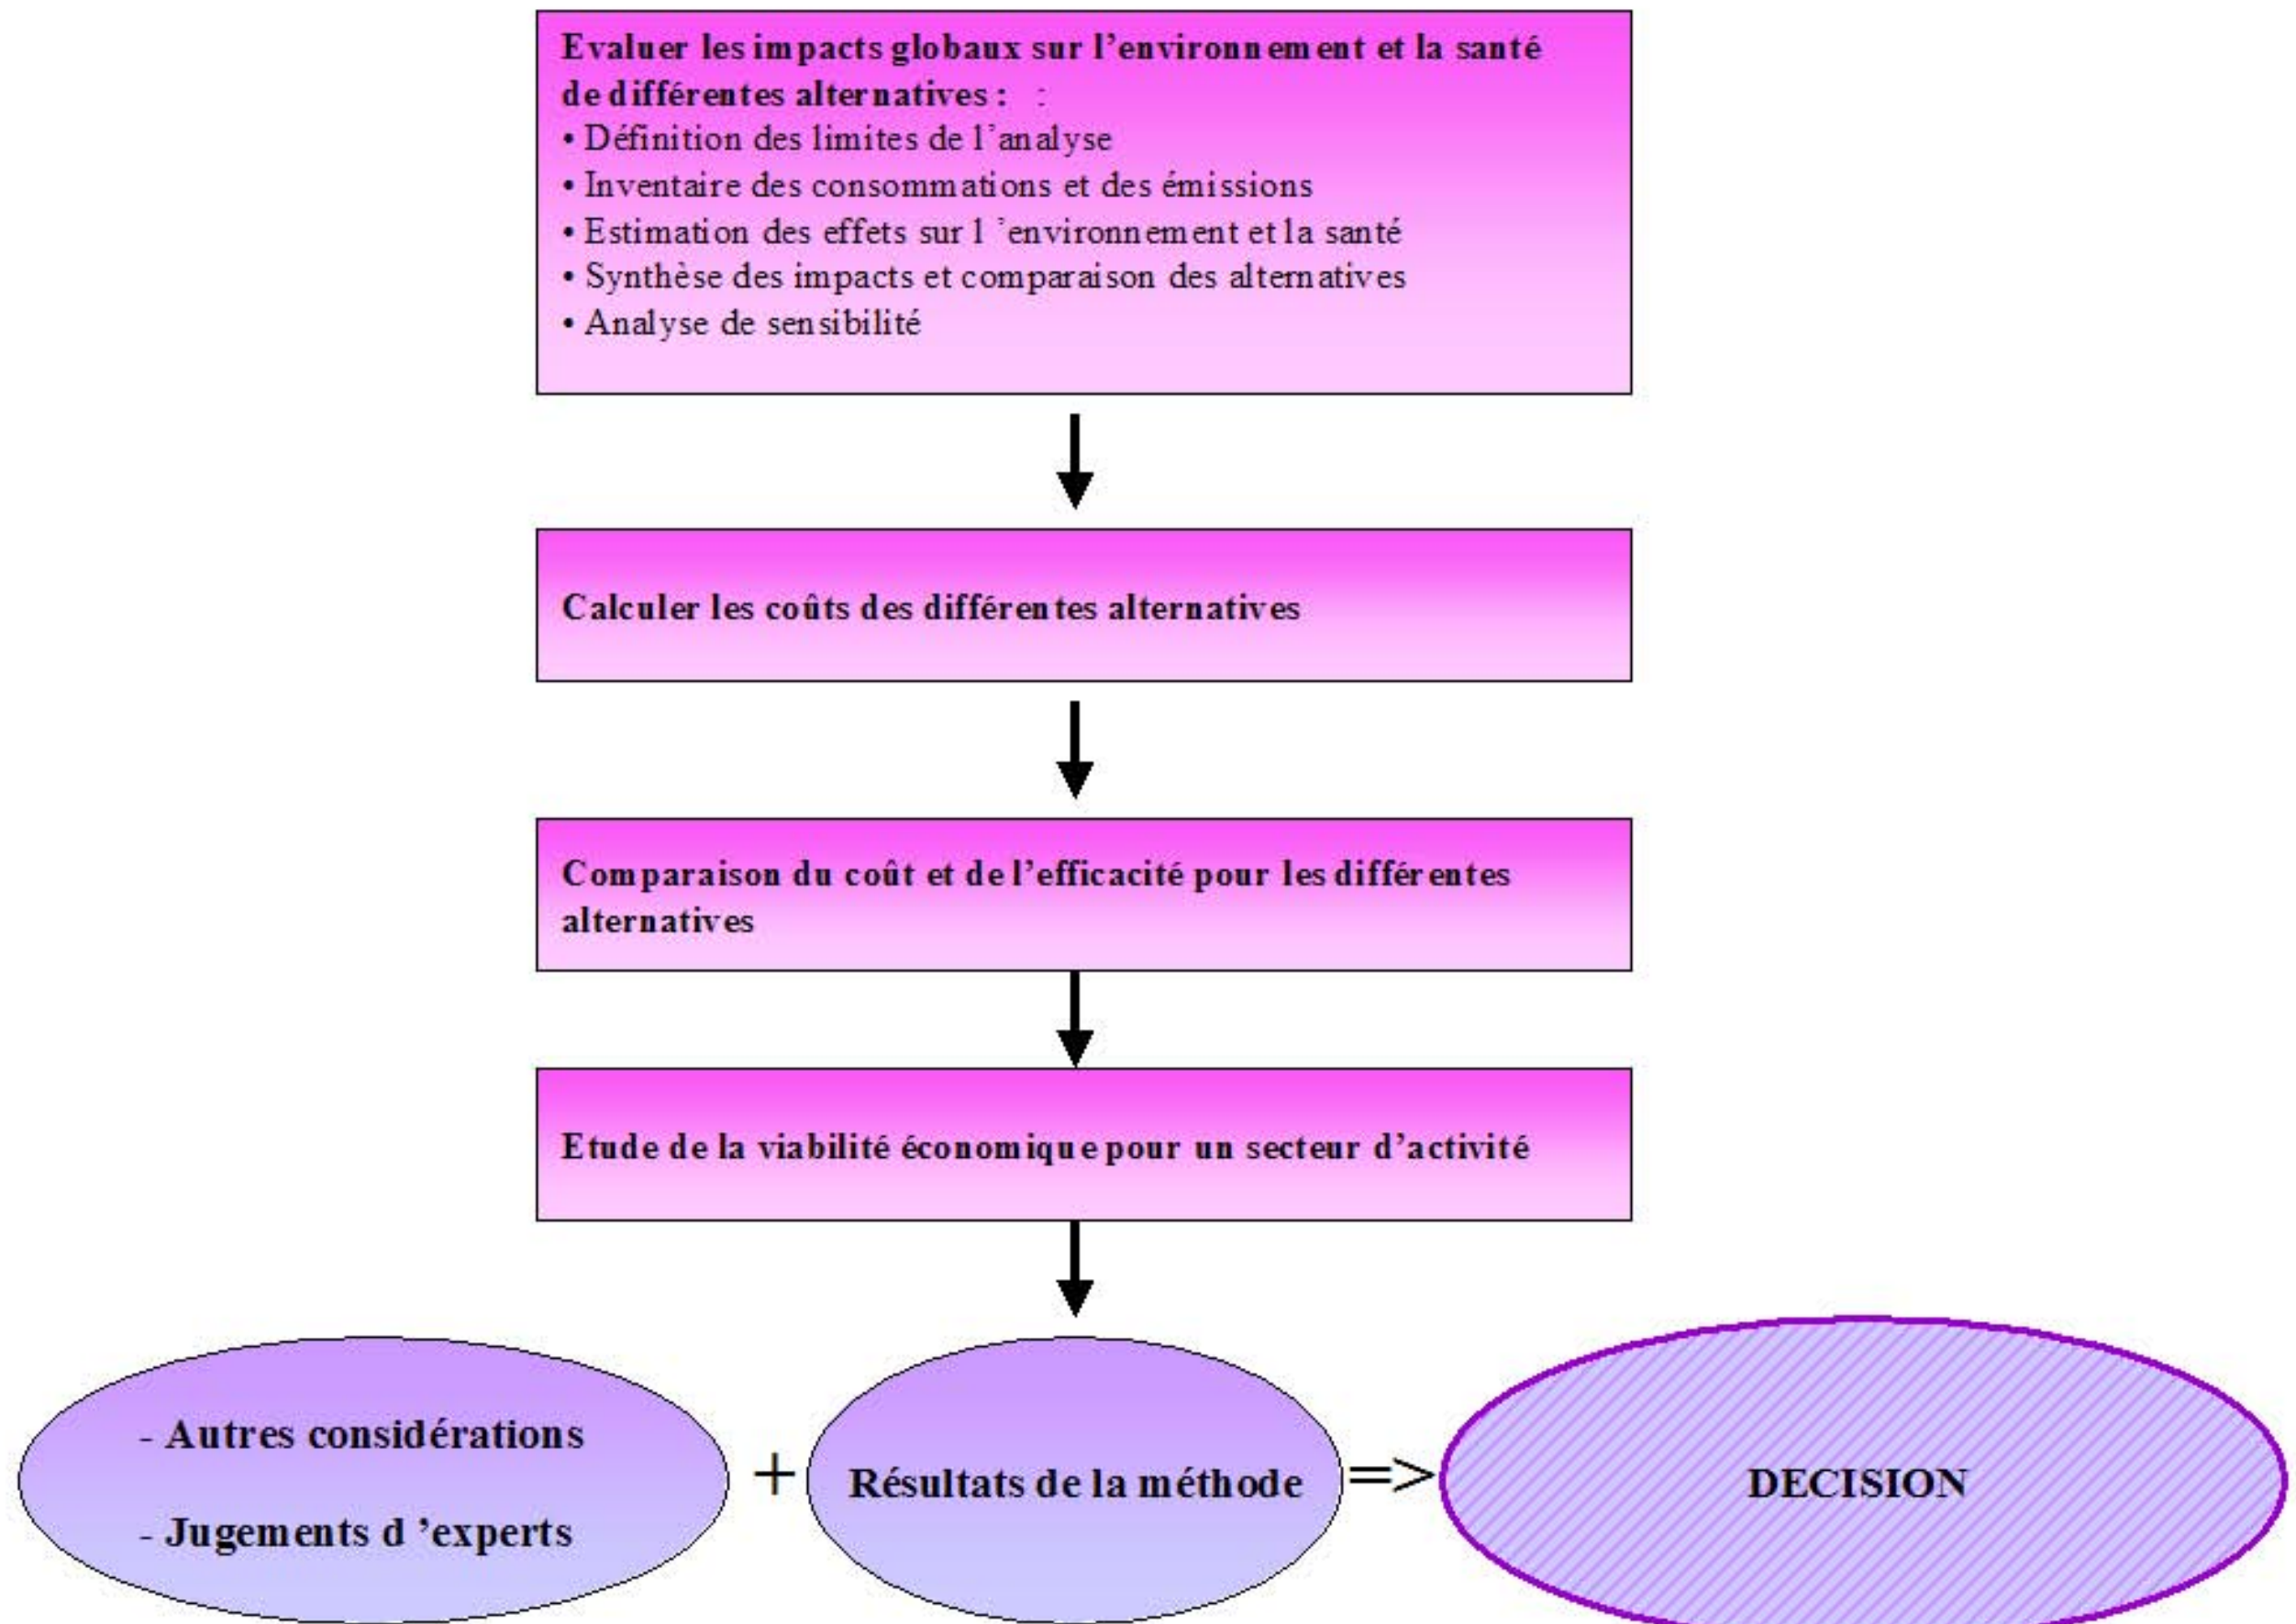 Evaluer les impacts globaux sur l’environnement et la santé
de différentes alternatives :   :
• Définition des limites de l’analyse
• Inventaire des consommations et des émissions
• Estimation des effets sur l ’environnement et la santé
• Synthèse des impacts et comparaison des alternatives
• Analyse de sensibilité
Calculer les coûts des différentes alternatives
Comparaison du coût et de l’efficacité pour les différentes
alternatives
Etude de la viabilité économique pour un secteur d’activité
- Autres considérations
- Jugements d ’experts
+
Résultats de la méthode
=>
DECISION